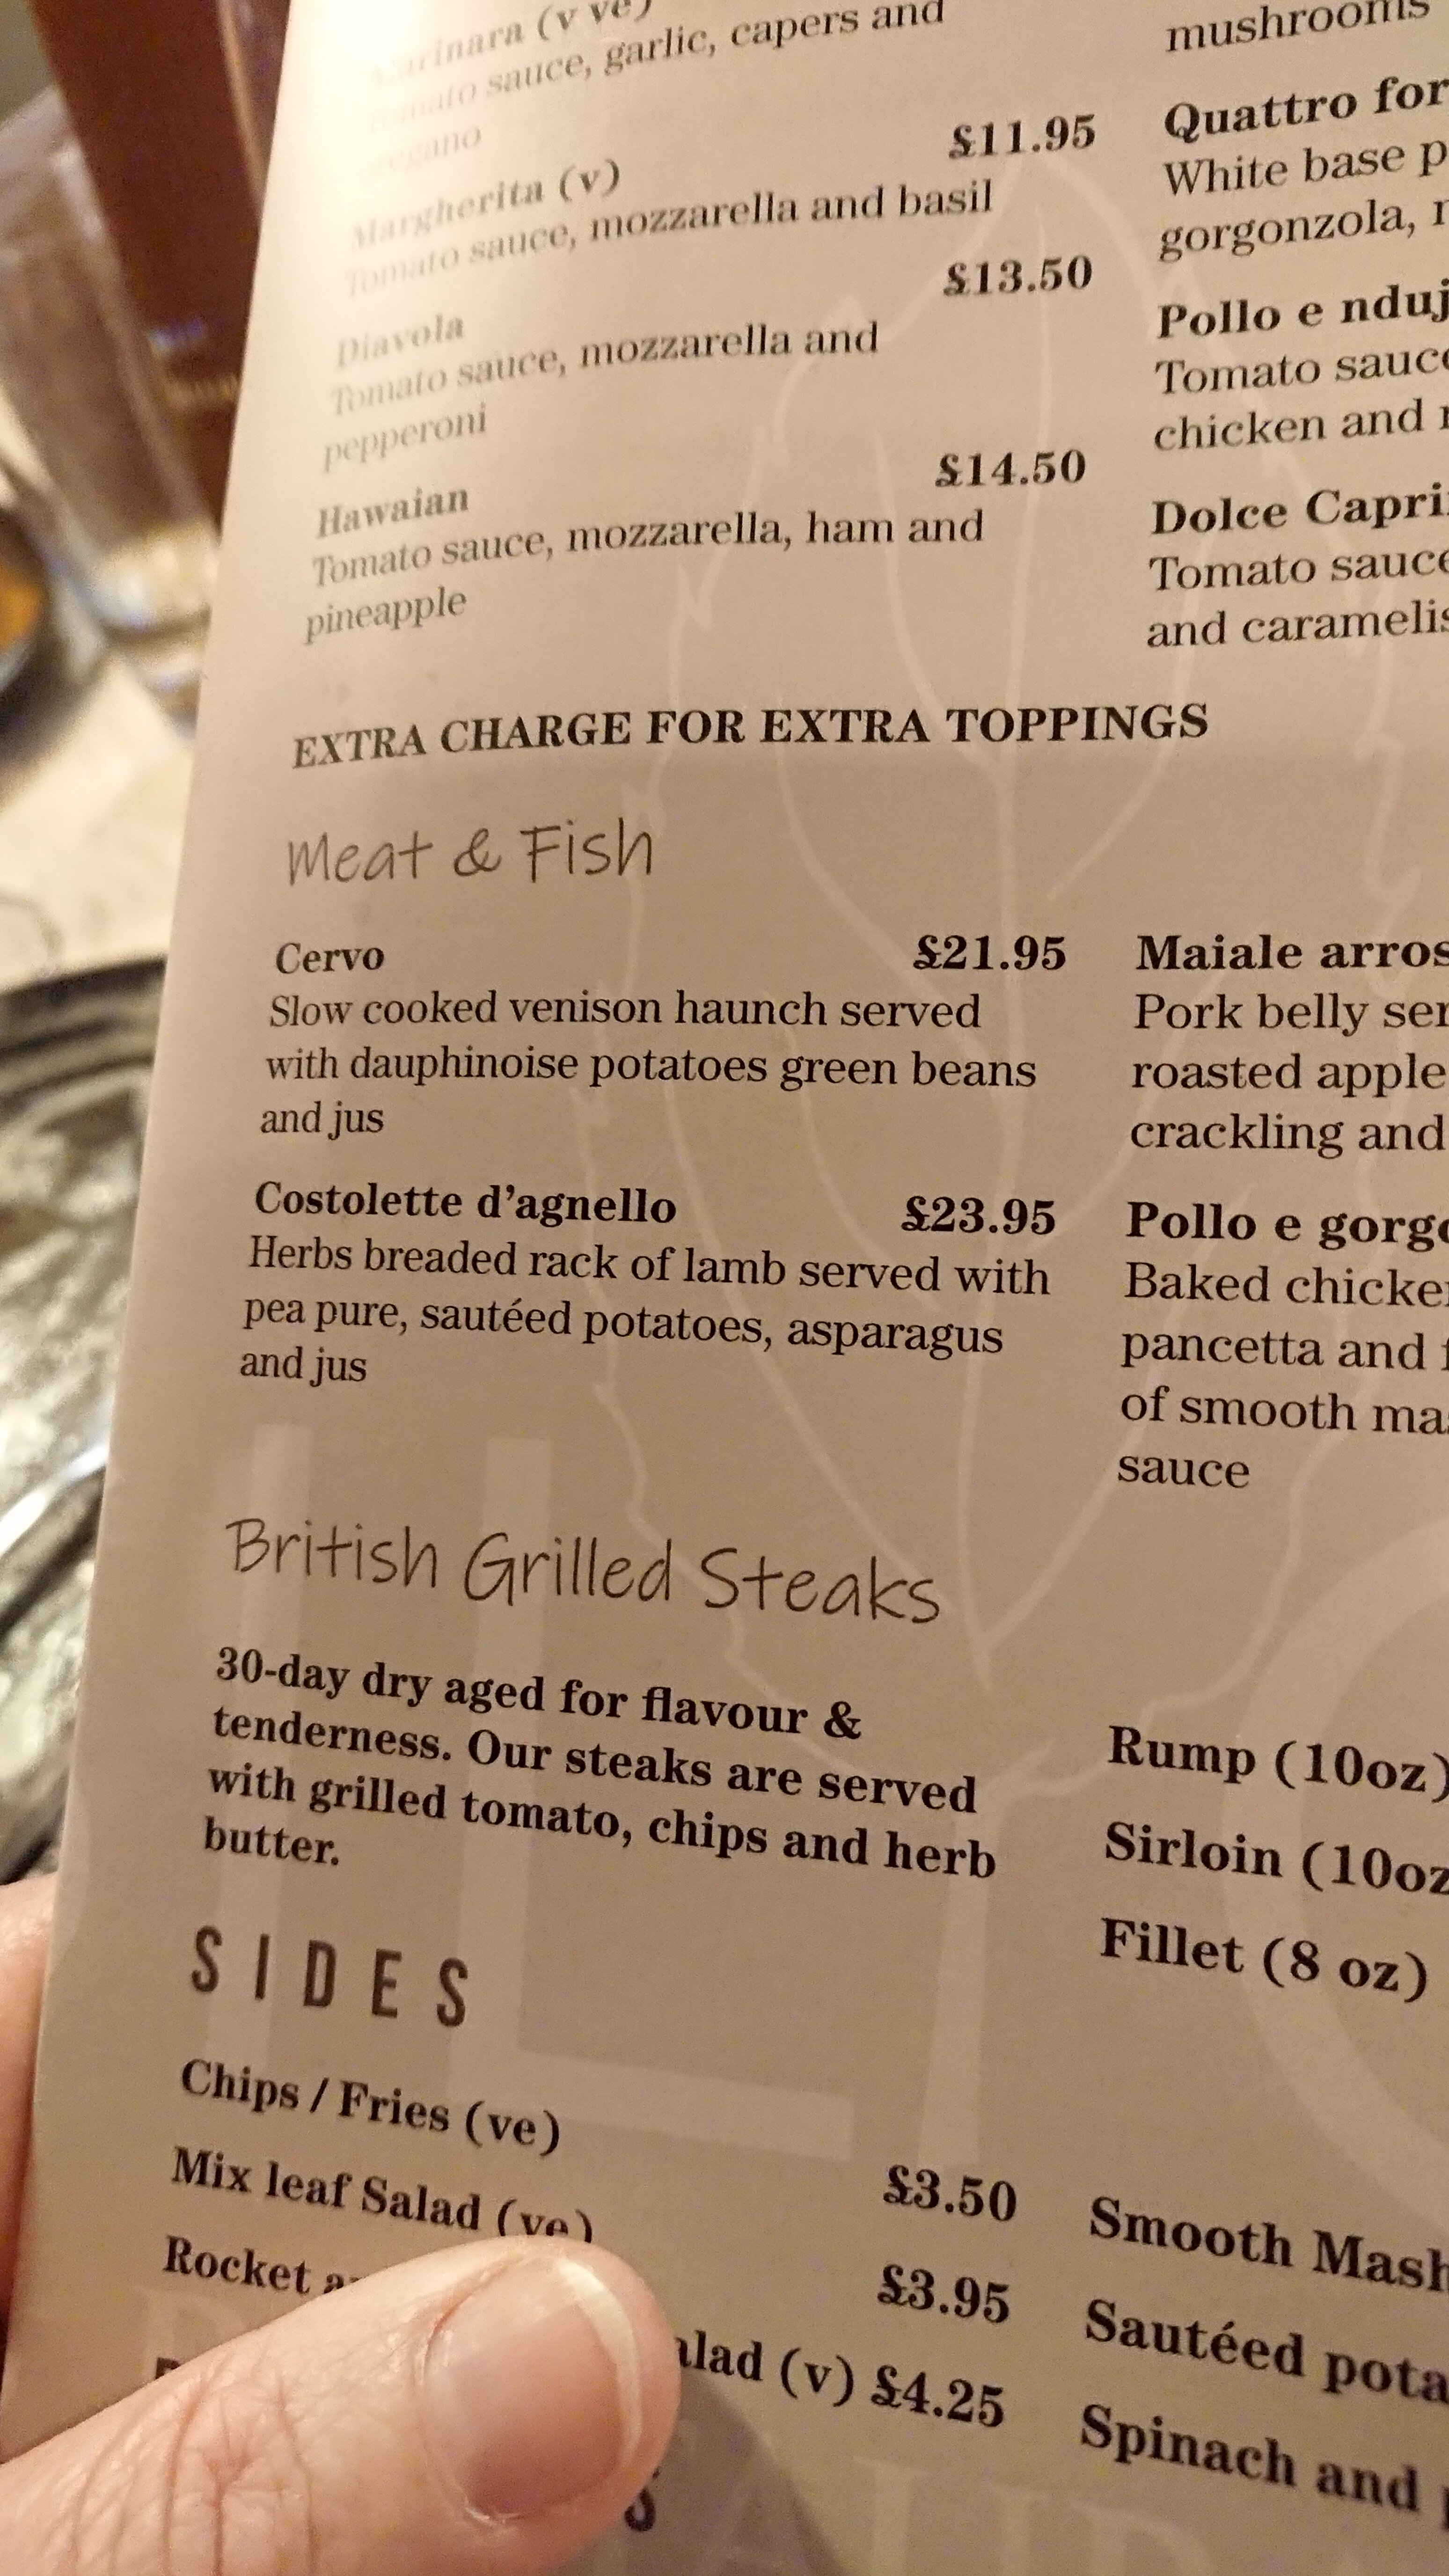 Marinara (v ve)
Tomato sauce, garlic, capers and
oregano
Margherita (v) £11.95
Tomato sauce, mozzarella and basil
Diavola £13.50
Tomato sauce, mozzarella and
pepperoni
Hawaian £14.50
Tomato sauce, mozzarella, ham and
pineapple
EXTRA CHARGE FOR EXTRA TOPPINGS
Meat & Fish
Cervo £21.95
Slow cooked venison haunch served
with dauphinoise potatoes green beans
and jus
Costolette d'agnello £23.95
Herbs breaded rack of lamb served with
pea pure, sautéed potatoes, asparagus
and jus
British Grilled Steaks
30-day dry aged for flavour &
tenderness. Our steaks are served
with grilled tomato, chips and herb
butter.
SIDES
Chips / Fries (ve) £3.50
Mix leaf Salad (ve) £3.95
Rocket alad (v) £4.25
mushrooms
Quattro for
White base p
gorgonzola,
Pollo e nduj
Tomato sauce
chicken and
Dolce Capri
Tomato sauce
and caramelis
Maiale arros
Pork belly ser
roasted apple
crackling and
Pollo e gorgo
Baked chicken
pancetta and f
of smooth mas
sauce
Rump (10oz)
Sirloin (10oz
Fillet (8 oz)
Smooth Mash
Sautéed pota
Spinach and